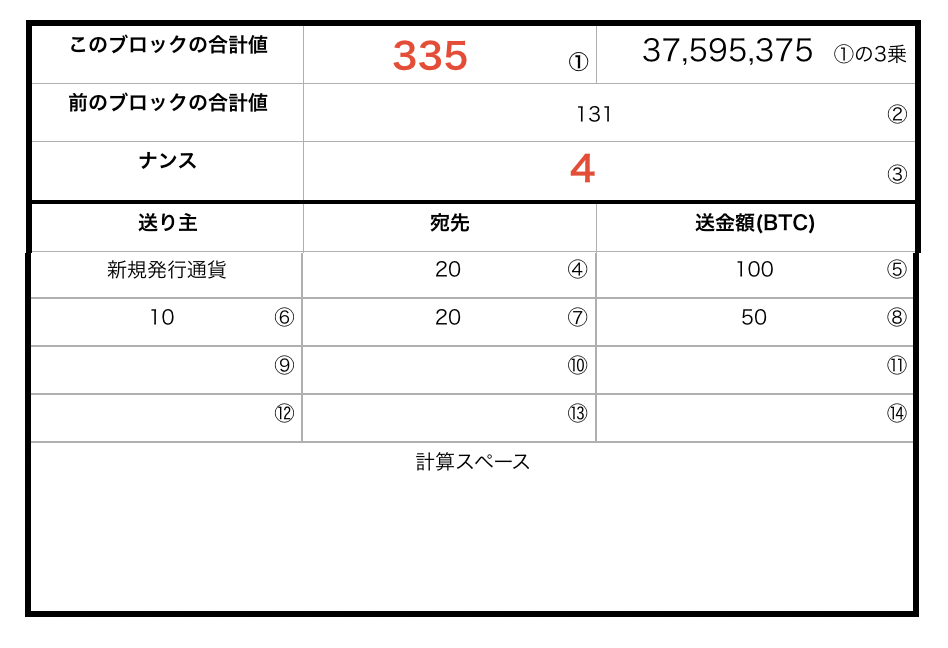 このブロックの合計値 335 ① 37,595,375 ①の3乗
前のブロックの合計値 131 ②
ナンス 4 ③
送り主 宛先 送金額(BTC)
新規発行通貨 20 ④ 100 ⑤
10 ⑥ 20 ⑦ 50 ⑧
⑨ ⑩ ⑪
⑫ ⑬ ⑭
計算スペース